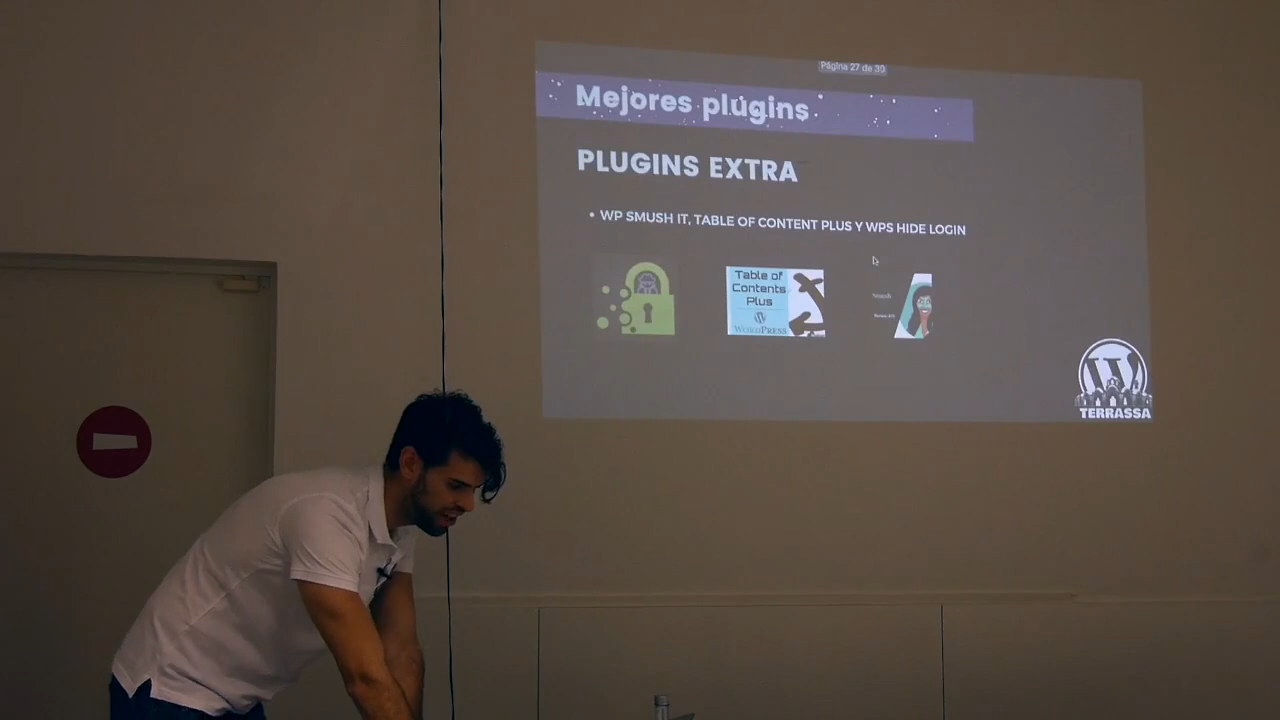 Página 27 de 30
Mejores plugins
PLUGINS EXTRA
• WP SMUSH IT, TABLE OF CONTENT PLUS Y WPS HIDE LOGIN
Table of
Contents
Plus
WORDPRESS
TERRASSA